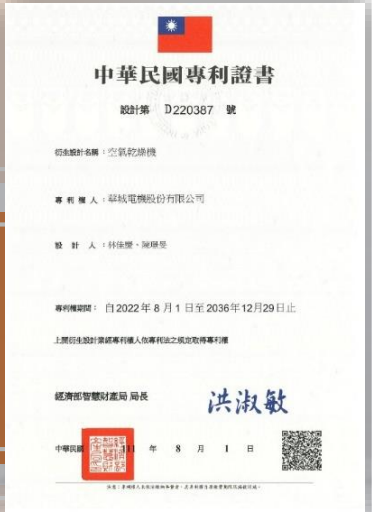 中華民國專利證書
設計第 D220387 號
衍生設計名稱：空氣乾燥機
專利權人：華城電機股份有限公司
設計人：林佳慶、陳
專利權期間：自2022年8月1日至2036年12月29日止
上開衍生設計業經專利權人依專利法之規定取得專利權
經濟部智慧財產局 局長
洪淑敏
中華民國 111 年 8 月 1 日